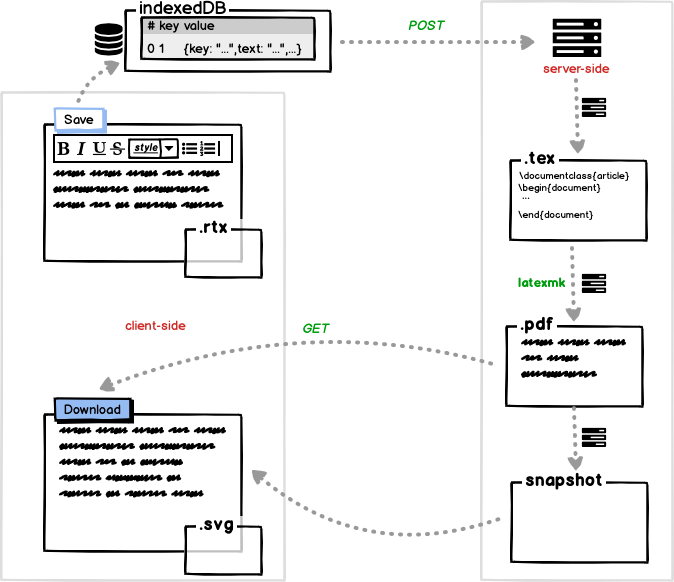 indexedDB
# key value
0 1 {key: "...",text: "...",...}
POST
server-side
Save
B I U S style
.rtx
.tex
\documentclass{article}
\begin{document}
...
\end{document}
latexmk
.pdf
client-side
GET
Download
.svg
snapshot